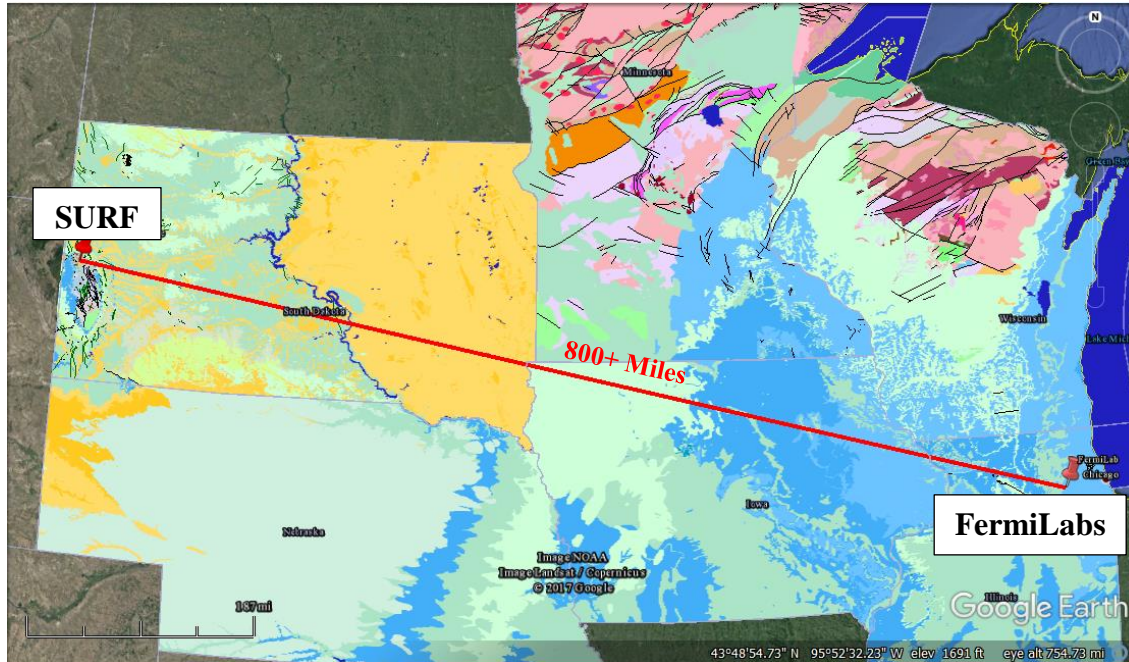 N
Minnesota
Green Bay
SURF
South Dakota
Wisconsin
Lake Mich
800+ Miles
FermiLab
Chicago
Iowa
FermiLabs
Nebraska
Image NOAA
Image Landsat / Copernicus
© 2017 Google
Illinois
187 mi
Google Earth
43°48'54.73" N 95°52'32.23" W elev 1691 ft eye alt 754.73 mi